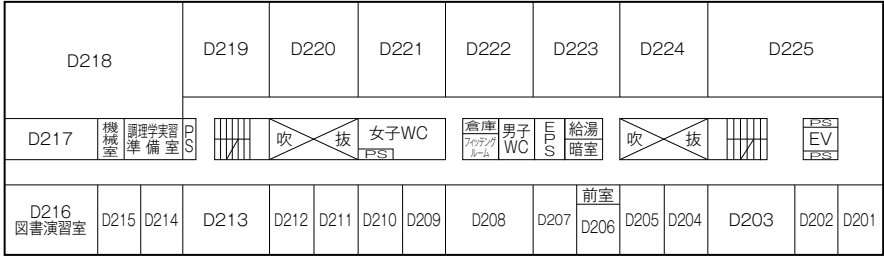 D218
D219
D220
D221
D222
D223
D224
D225
D217
機械室
調理学実習
準備室
PS
吹抜
女子WC
PS
倉庫
フィッテング
ルーム
男子
WC
EPS
給湯
暗室
吹抜
PS
EV
PS
D216
図書演習室
D215
D214
D213
D212
D211
D210
D209
D208
D207
前室
D206
D205
D204
D203
D202
D201